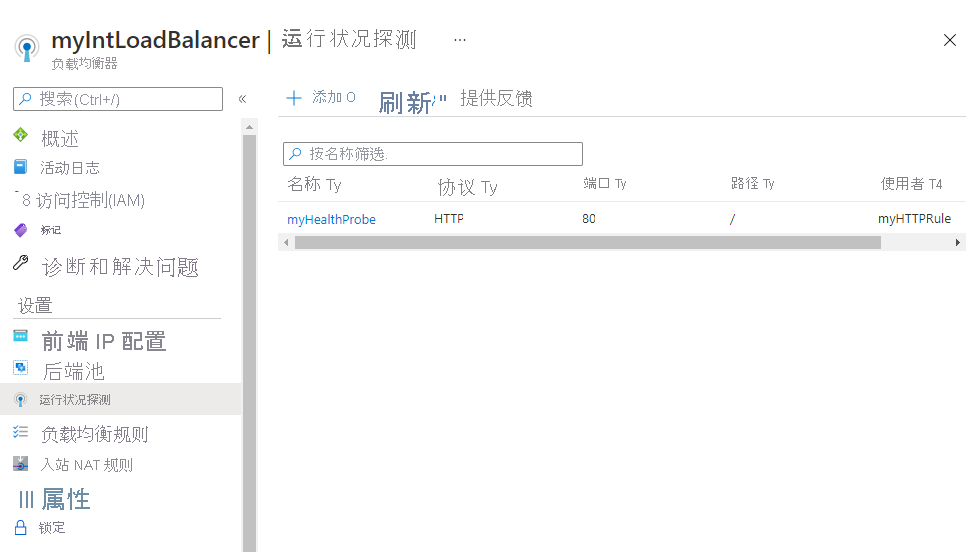 myIntLoadBalancer | 运行状况探测 ...
负载均衡器
搜索(Ctrl+/) «
添加 O 刷新/" 提供反馈
概述
活动日志
8 访问控制(IAM)
标记
诊断和解决问题
设置
前端 IP 配置
后端池
运行状况探测
负载均衡规则
入站 NAT 规则
属性
锁定
按名称筛选.
名称 Ty 协议 Ty 端口 Ty 路径 Ty 使用者 T4
myHealthProbe HTTP 80 / myHTTPRule